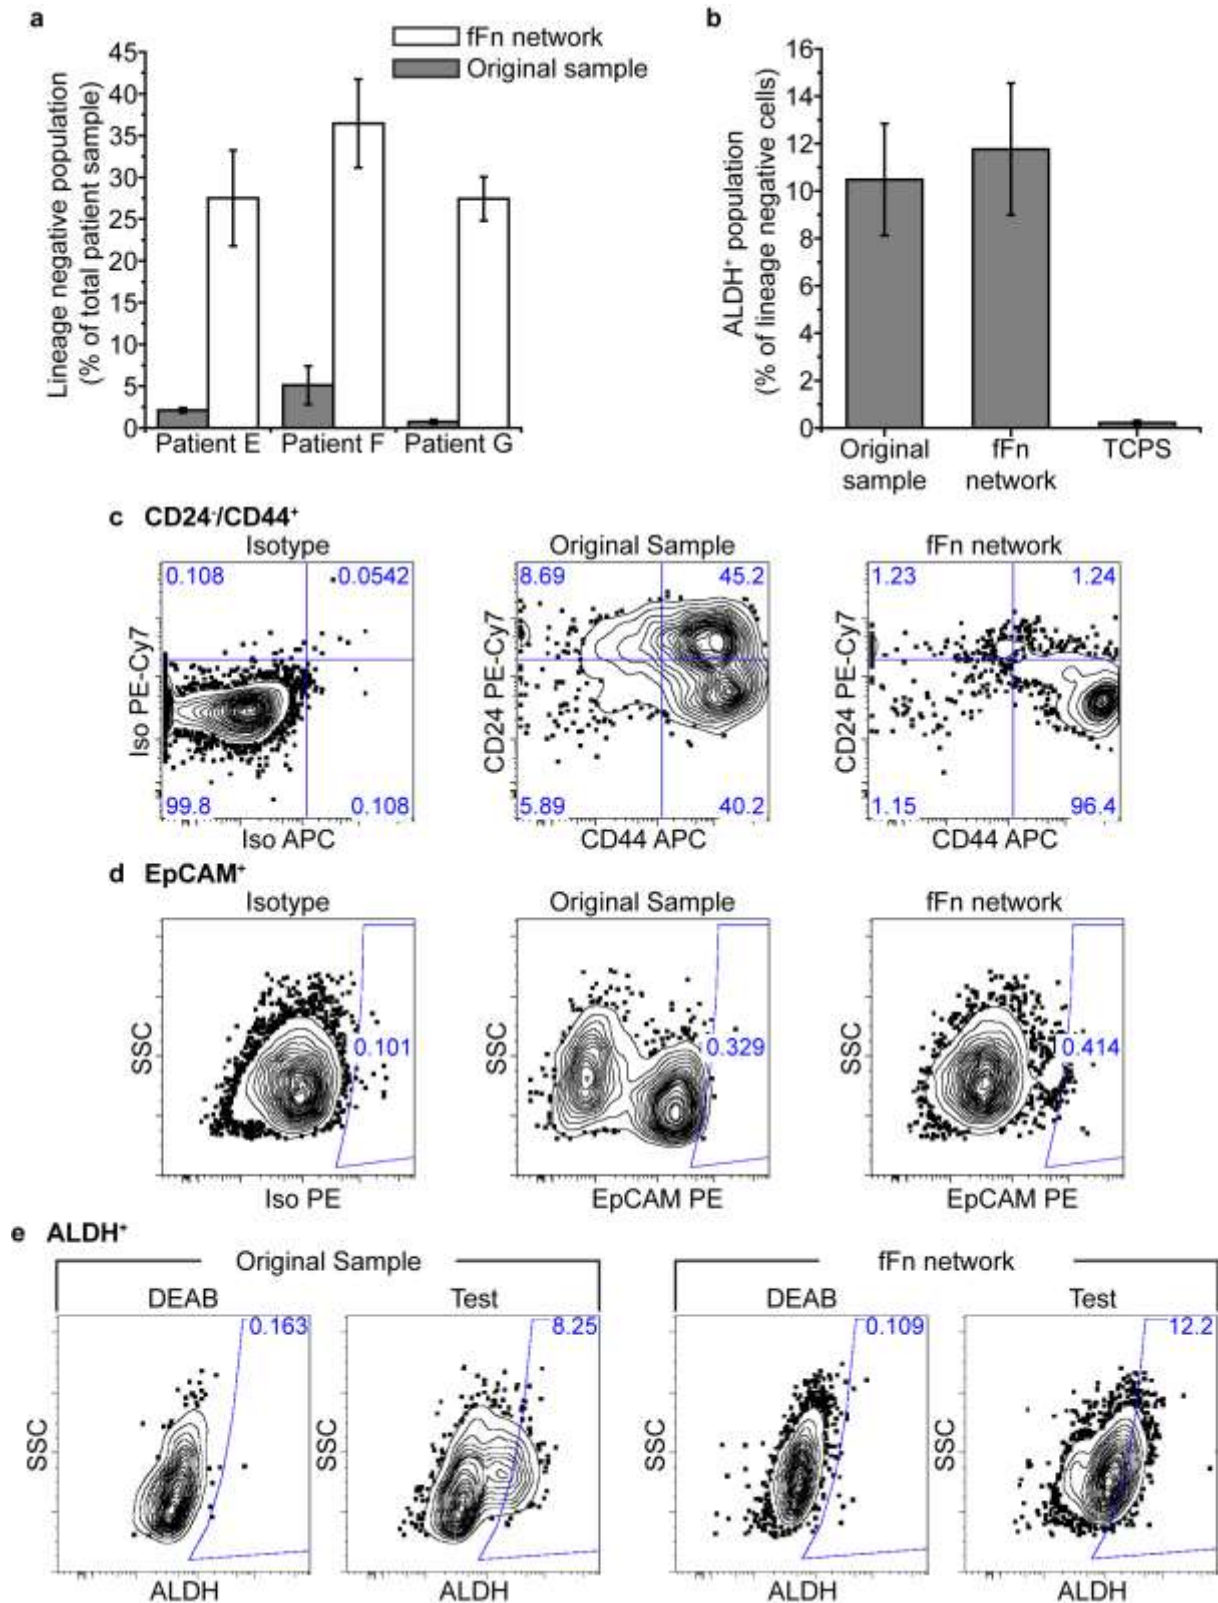 a
fFn network
Original sample
Lineage negative population
(% of total patient sample)
45
40
35
30
25
20
15
10
5
0
Patient E Patient F Patient G
b
ALDH⁺ population
(% of lineage negative cells)
16
14
12
10
8
6
4
2
0
Original
sample
fFn
network
TCPS
c CD24⁻/CD44⁺
Isotype
0.108 0.0542
Iso PE-Cy7
99.8 0.108
Iso APC
Original Sample
8.69 45.2
CD24 PE-Cy7
5.89 40.2
CD44 APC
fFn network
1.23 1.24
CD24 PE-Cy7
1.15 96.4
CD44 APC
d EpCAM⁺
Isotype
SSC
0.101
Iso PE
Original Sample
SSC
0.329
EpCAM PE
fFn network
SSC
0.414
EpCAM PE
e ALDH⁺
Original Sample
DEAB
0.163
SSC
ALDH
Test
8.25
SSC
ALDH
fFn network
DEAB
0.109
SSC
ALDH
Test
12.2
SSC
ALDH